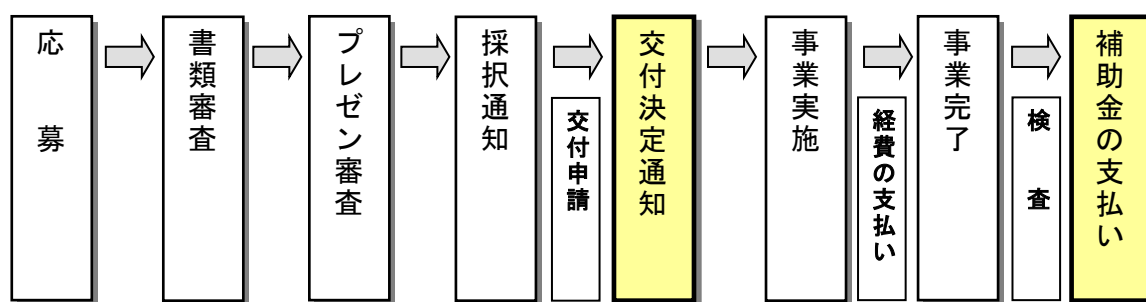 応募
書類審査
プレゼン審査
採択通知
交付申請
交付決定通知
事業実施
経費の支払い
事業完了
検査
補助金の支払い